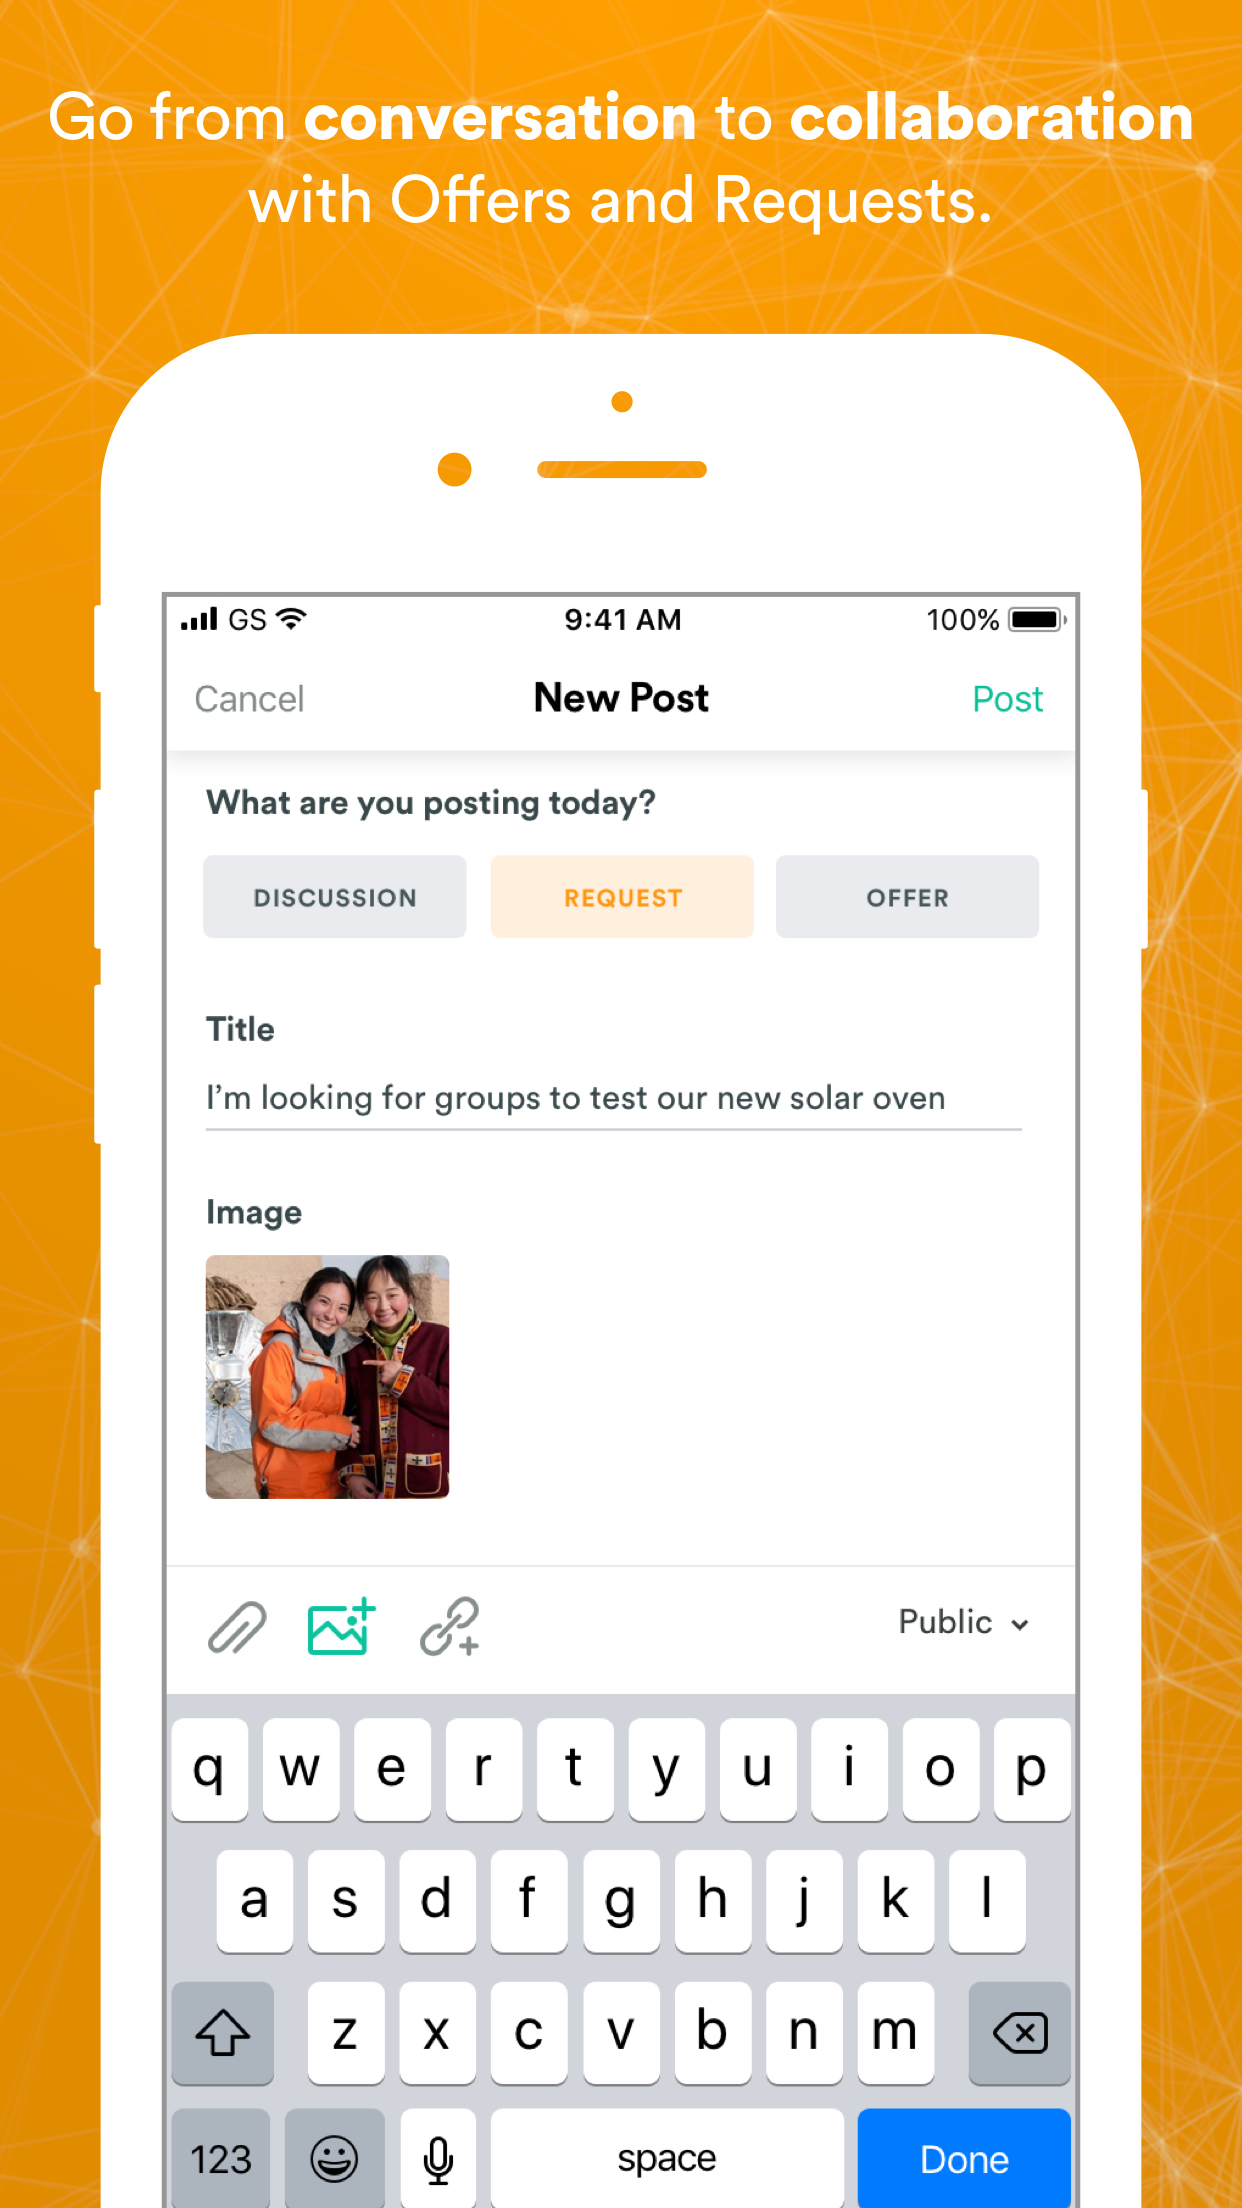 Go from conversation to collaboration
with Offers and Requests.
GS 9:41 AM 100%
Cancel New Post Post
What are you posting today?
DISCUSSION REQUEST OFFER
Title
I’m looking for groups to test our new solar oven
Image
Public
q w e r t y u i o p
a s d f g h j k l
z x c v b n m
123 space Done